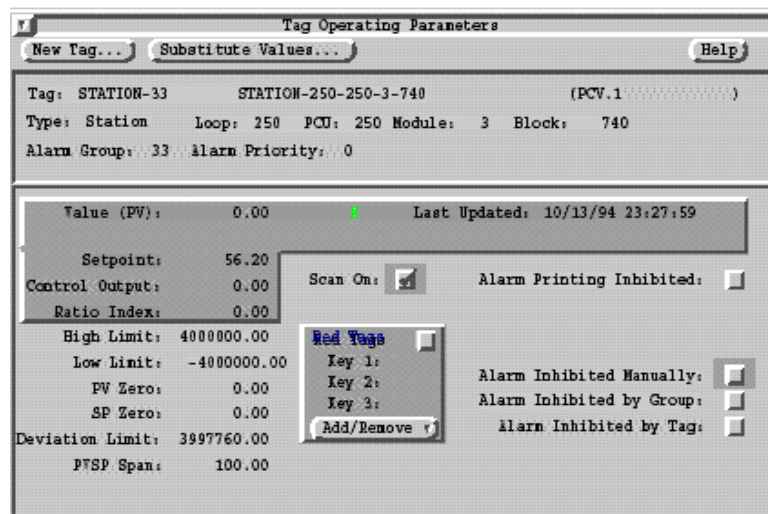 Tag Operating Parameters
New Tag... Substitute Values... Help
Tag: STATION-33 STATION-250-250-3-740 (PCV.1 )
Type: Station Loop: 250 PCU: 250 Module: 3 Block: 740
Alarm Group: 33 Alarm Priority: 0
Value (PV): 0.00 Last Updated: 10/13/94 23:27:59
Setpoint: 56.20
Control Output: 0.00
Ratio Index: 0.00
Scan On: Alarm Printing Inhibited:
High Limit: 4000000.00
Low Limit: -4000000.00
PV Zero: 0.00
SP Zero: 0.00
Deviation Limit: 3997760.00
PVSP Span: 100.00
Red Tags
Key 1:
Key 2:
Key 3:
Add/Remove
Alarm Inhibited Manually:
Alarm Inhibited by Group:
Alarm Inhibited by Tag: